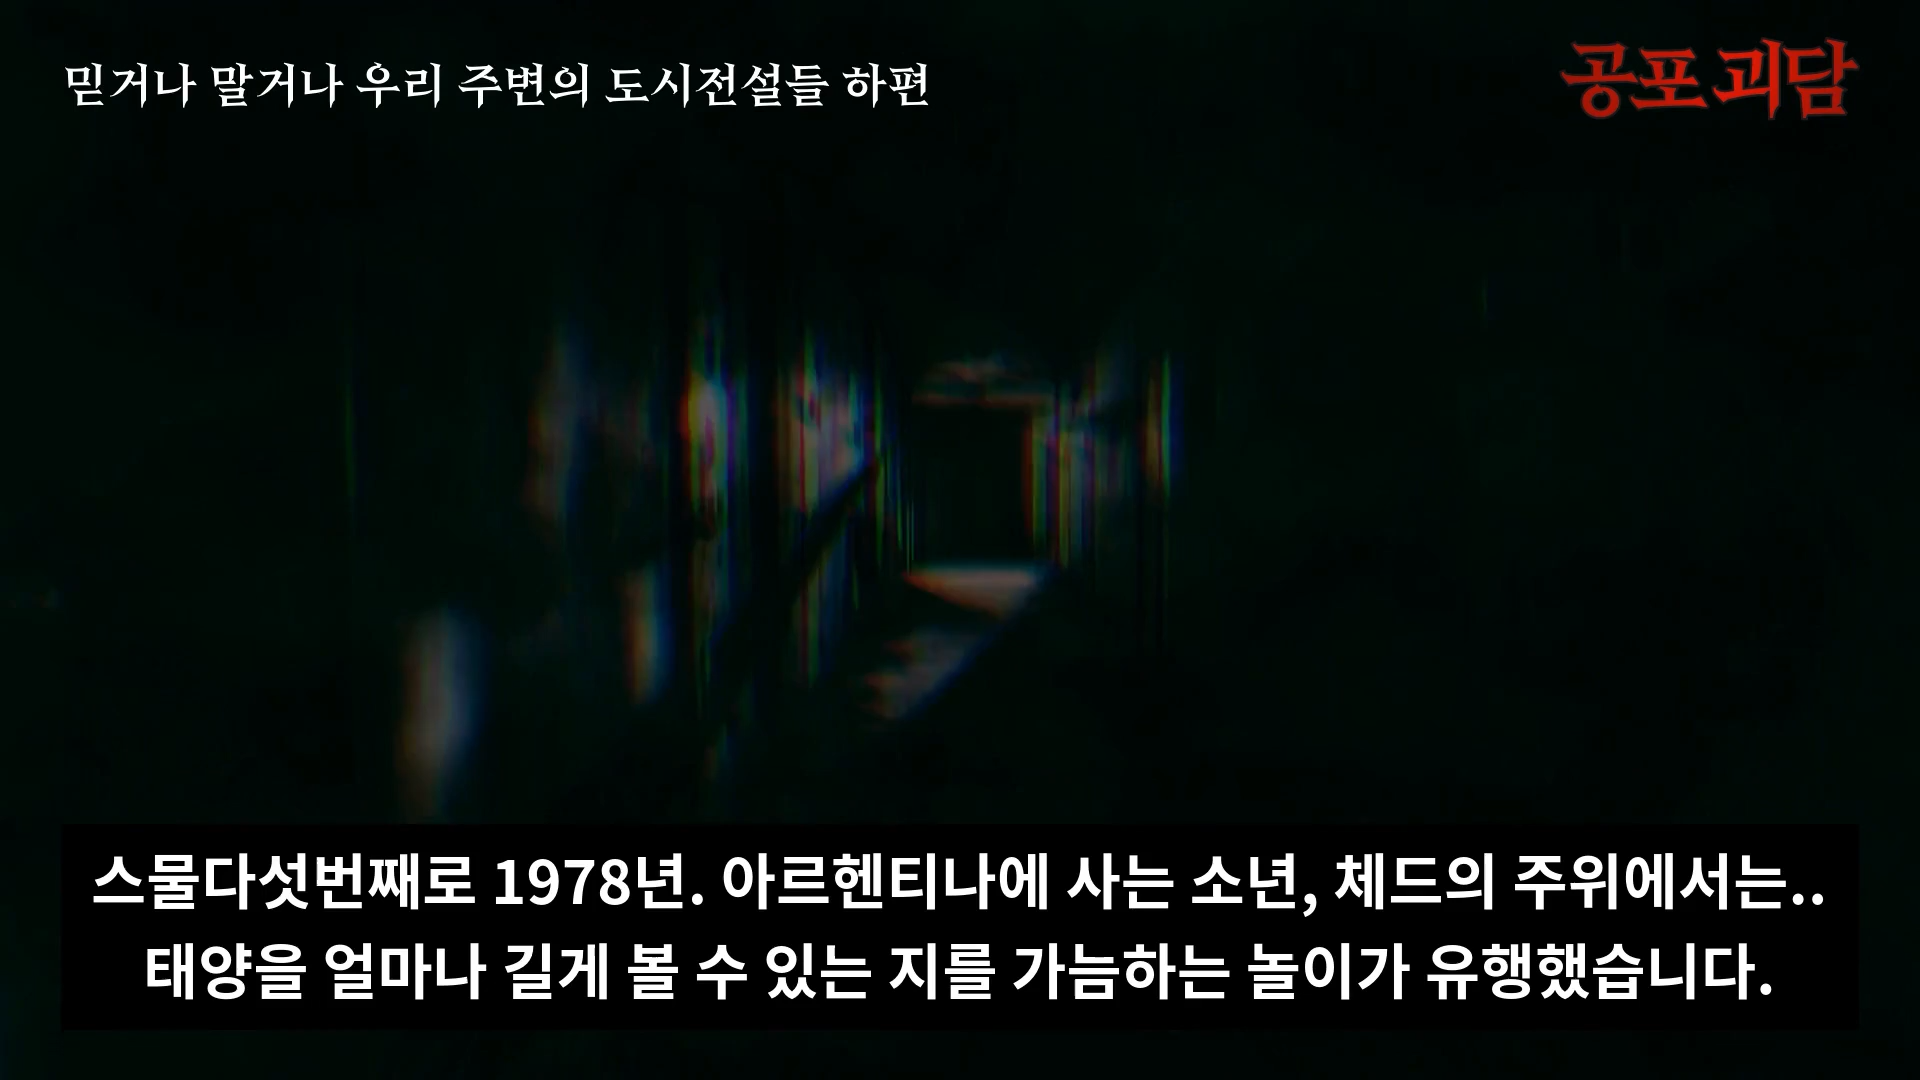 믿거나 말거나 우리 주변의 도시전설들 하편
공포 괴담
스물다섯번째로 1978년. 아르헨티나에 사는 소년, 체드의 주위에서는..
태양을 얼마나 길게 볼 수 있는 지를 가늠하는 놀이가 유행했습니다.